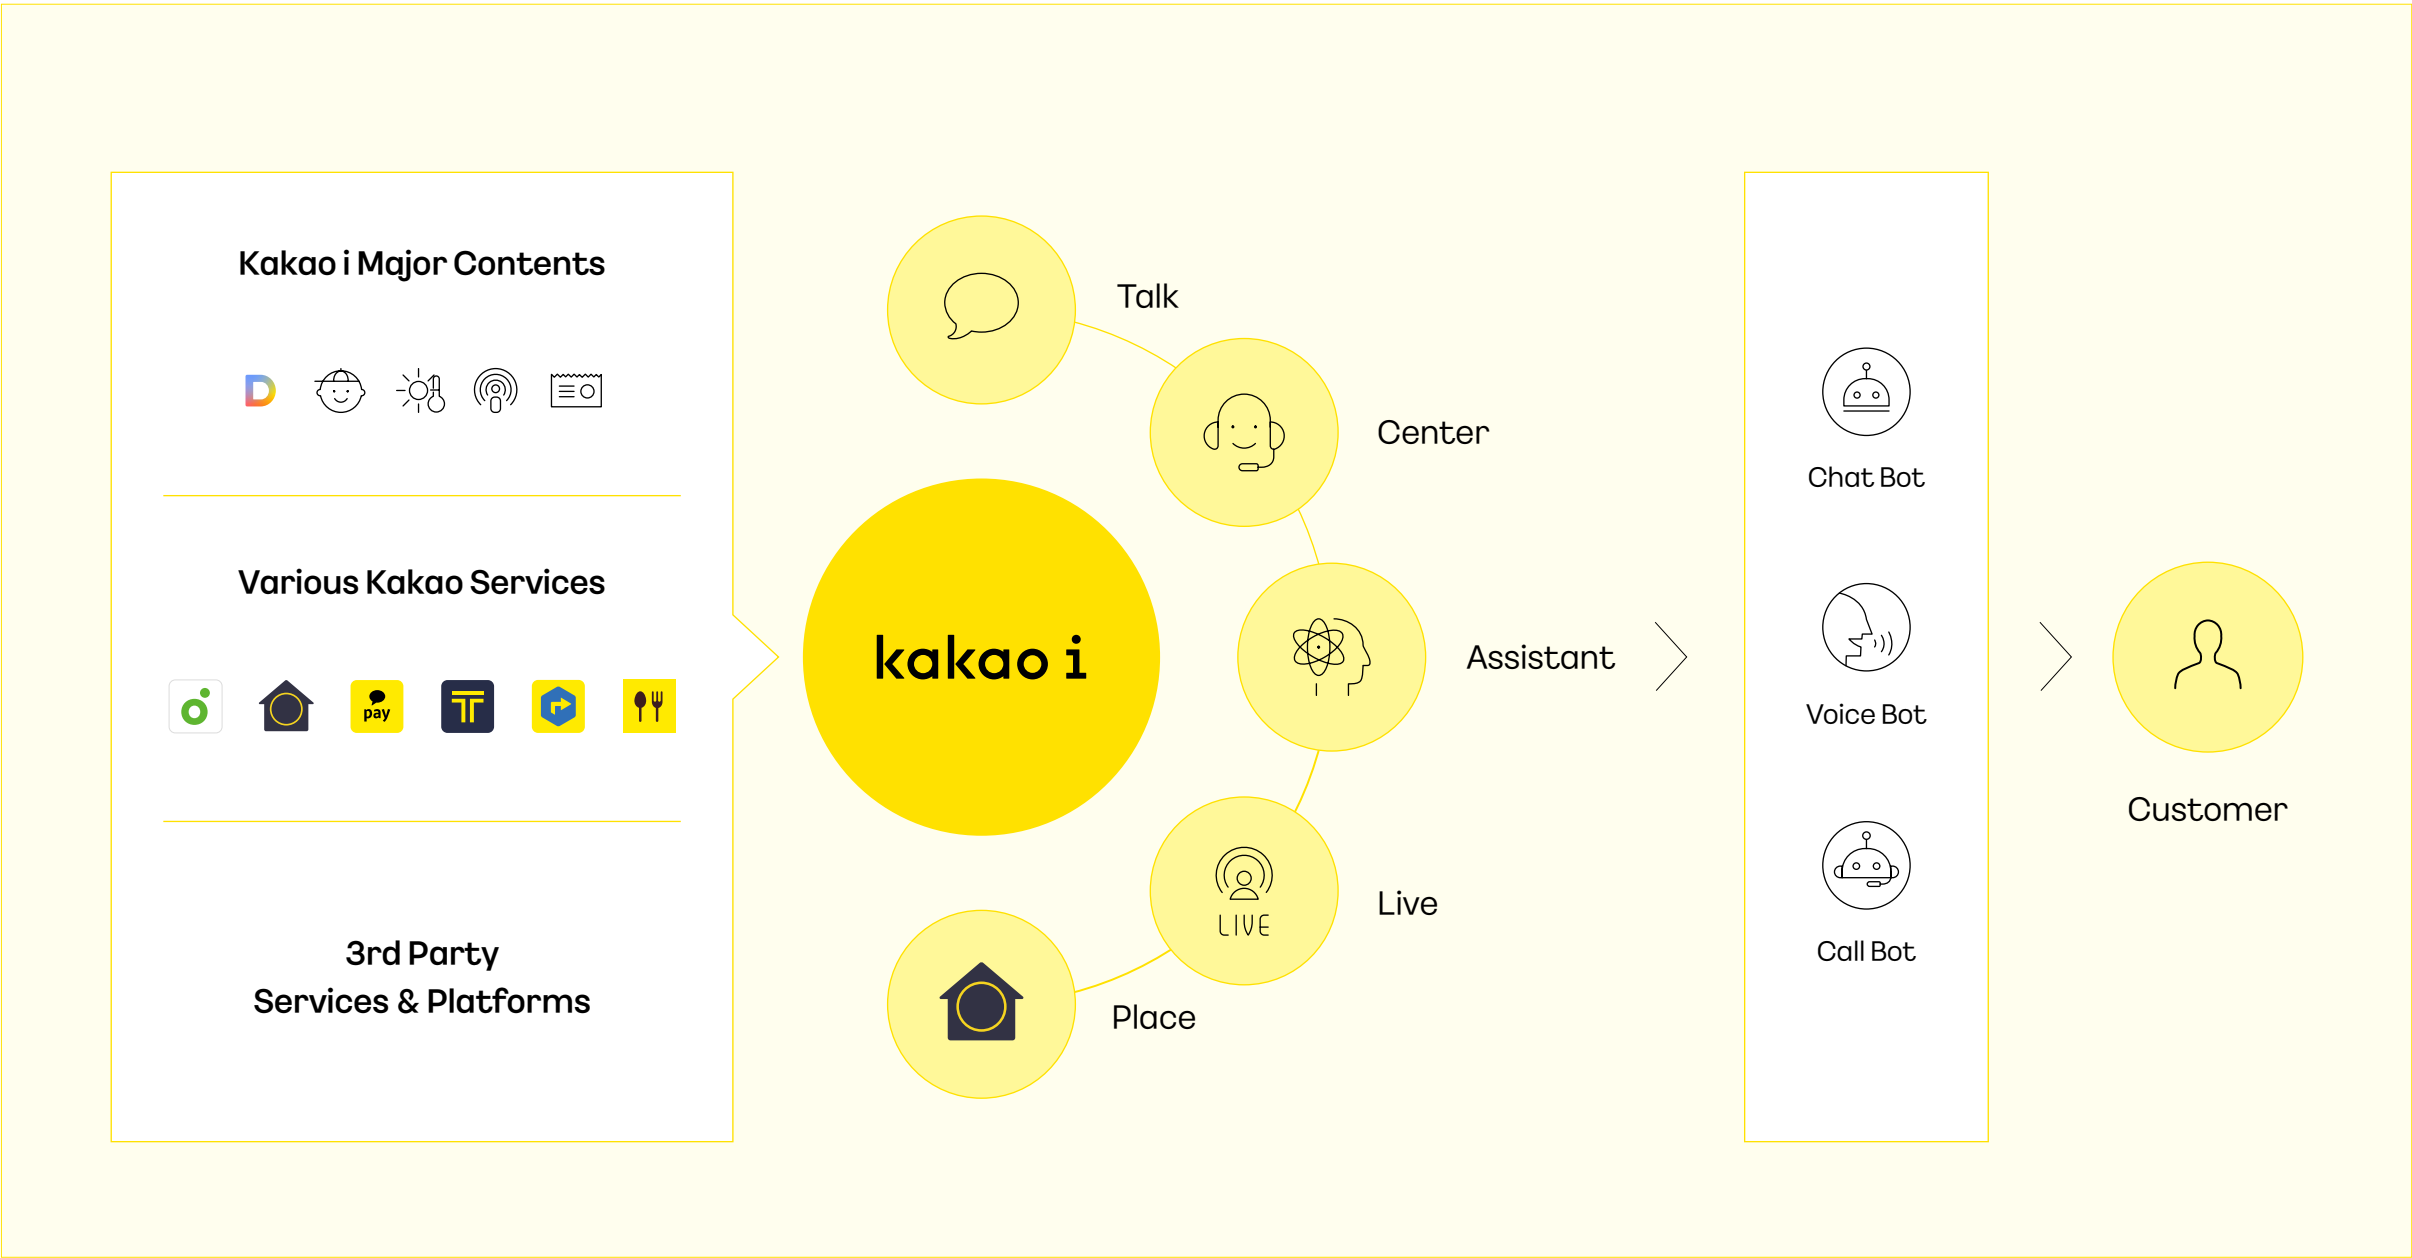 Kakao i Major Contents
D
Various Kakao Services
pay
T
3rd Party
Services & Platforms
kakao i
Talk
Center
Assistant
LIVE
Live
Place
Chat Bot
Voice Bot
Call Bot
Customer